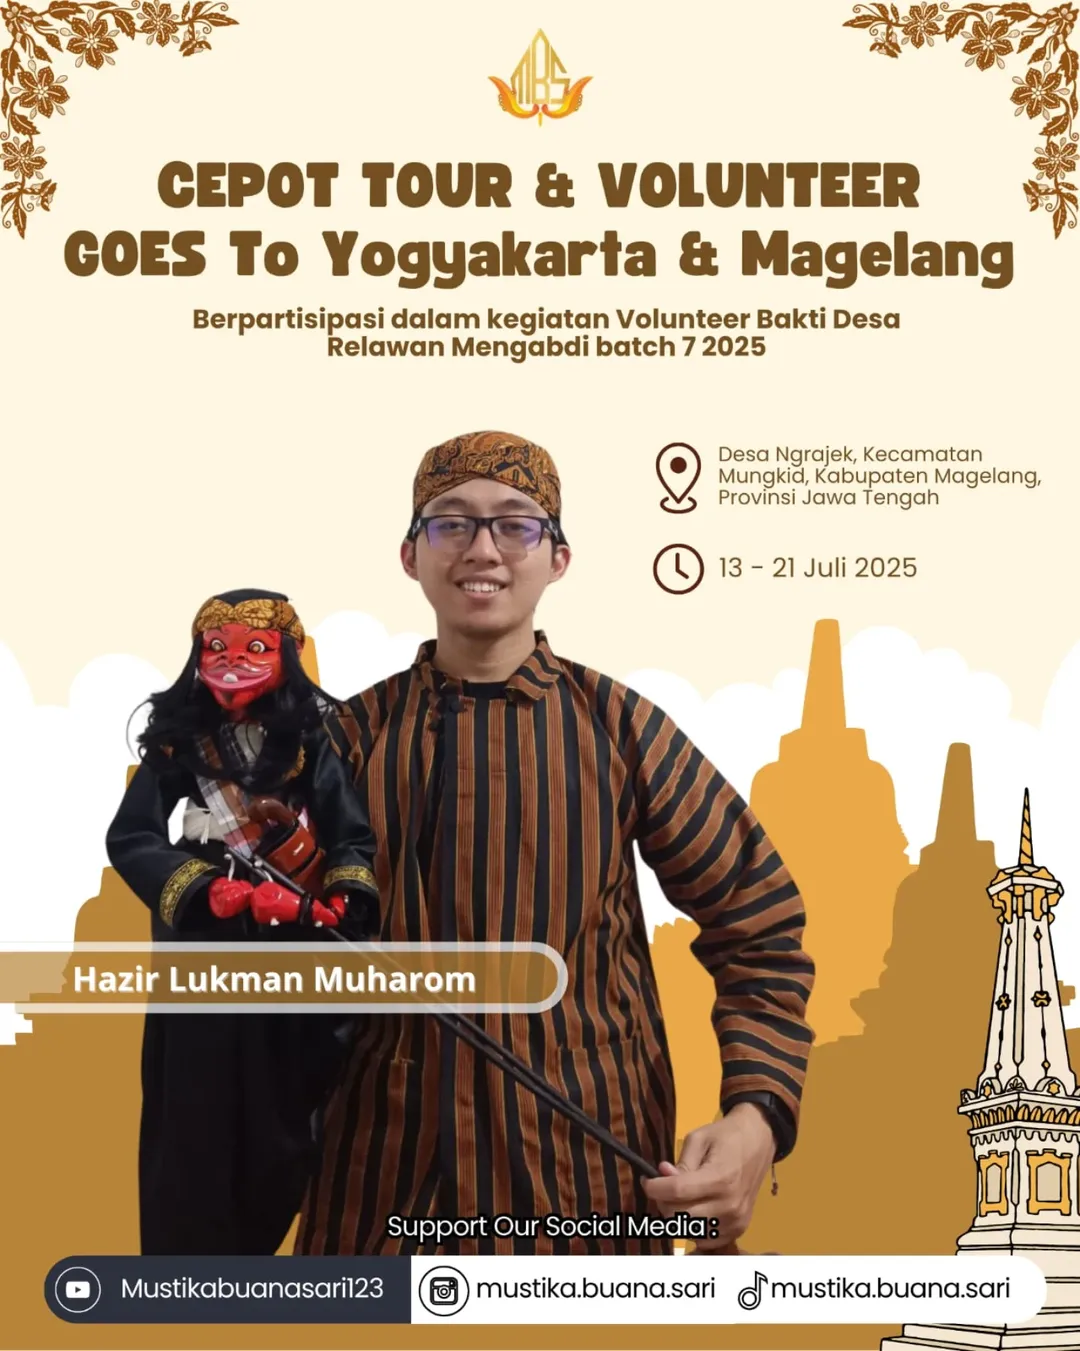 MBS
CEPOT TOUR & VOLUNTEER
GOES To Yogyakarta & Magelang
Berpartisipasi dalam kegiatan Volunteer Bakti Desa
Relawan Mengabdi batch 7 2025
Desa Ngrajek, Kecamatan
Mungkid, Kabupaten Magelang,
Provinsi Jawa Tengah
13 - 21 Juli 2025
Hazir Lukman Muharom
Support Our Social Media :
Mustikabuanasari123 mustika.buana.sari mustika.buana.sari